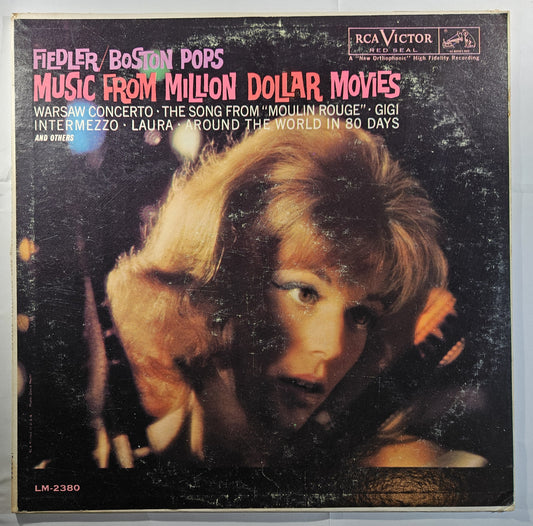 FIEDLER/BOSTON POPS
MUSIC FROM MILLION DOLLAR MOVIES
WARSAW CONCERTO · THE SONG FROM "MOULIN ROUGE" · GIGI
INTERMEZZO · LAURA · AROUND THE WORLD IN 80 DAYS
AND OTHERS
RCA VICTOR
RED SEAL
A "New Orthophonic" High Fidelity Recording
LM-2380